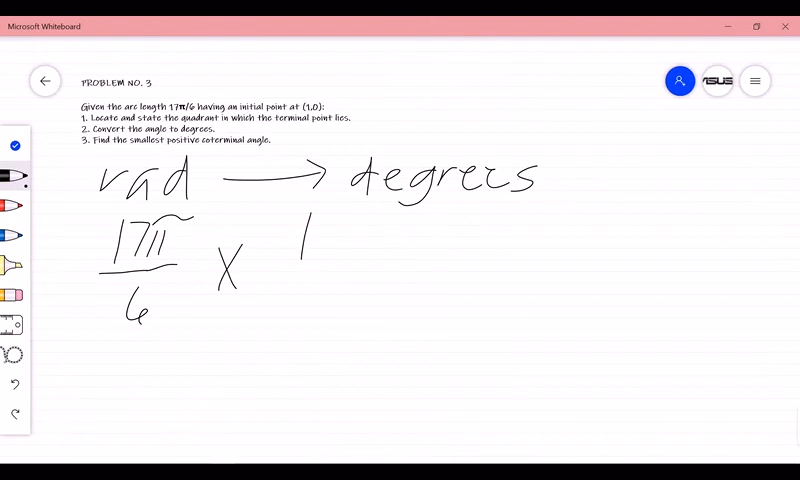 Microsoft Whiteboard
PROBLEM NO. 3
ASUS
Given the arc length 17π/6 having an initial point at (1,0):
1. Locate and state the quadrant in which the terminal point lies.
2. Convert the angle to degrees.
3. Find the smallest positive coterminal angle.
rad → degrees
17π
6
X 1